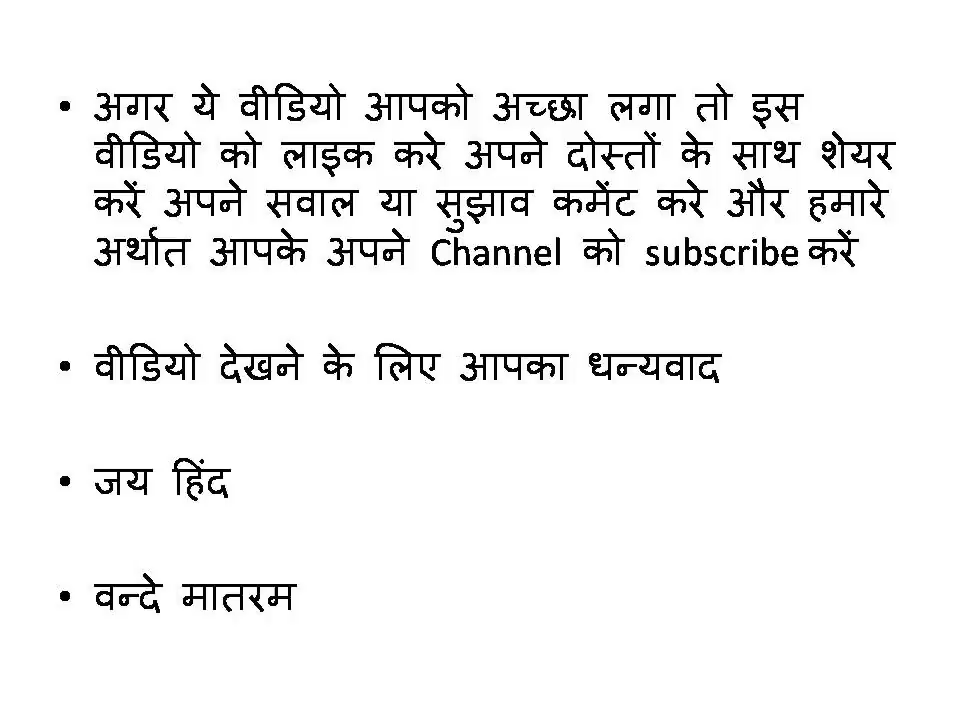 • अगर ये वीडियो आपको अच्छा लगा तो इस
वीडियो को लाइक करे अपने दोस्तों के साथ शेयर
करें अपने सवाल या सुझाव कमेंट करे और हमारे
अर्थात आपके अपने Channel को subscribe करें
• वीडियो देखने के लिए आपका धन्यवाद
• जय हिंद
• वन्दे मातरम